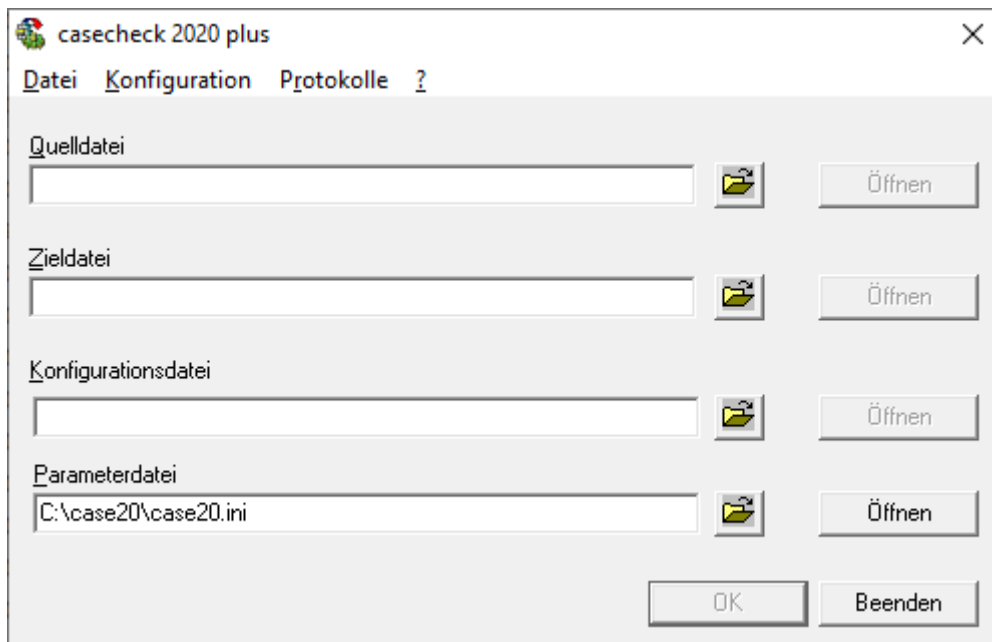 casecheck 2020 plus
Datei Konfiguration Protokolle ?
Quelldatei
Öffnen
Zieldatei
Öffnen
Konfigurationsdatei
Öffnen
Parameterdatei
C:\case20\case20.ini Öffnen
OK Beenden